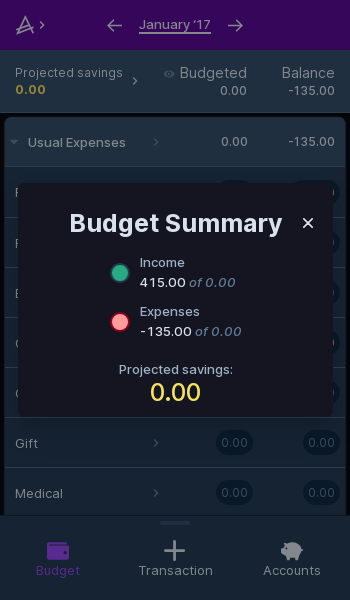 January '17
Projected savings
0.00
Budgeted
0.00
Balance
-135.00
Usual Expenses
0.00
-135.00
Budget Summary
Income
415.00 of 0.00
Expenses
-135.00 of 0.00
Projected savings:
0.00
Gift
0.00
0.00
Medical
0.00
0.00
Budget
Transaction
Accounts